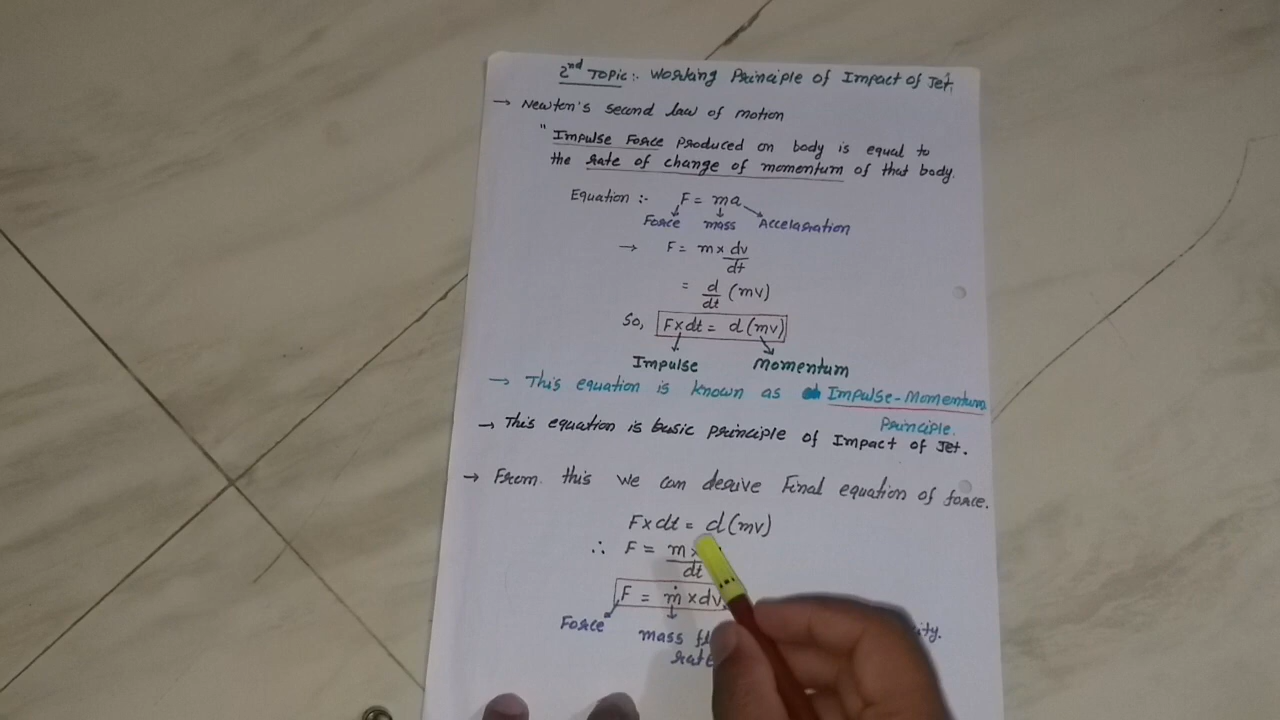 2nd Topic:- Working Principle of Impact of Jet.
→ Newton's second law of motion
"Impulse Force produced on body is equal to
the rate of change of momentum of that body.
Equation :- F = ma
Force mass Accelaration
→ F = m × dv/dt
= d/dt (mv)
So, F×dt = d(mv)
Impulse Momentum
→ This equation is known as Impulse-Momentum
Principle.
→ This equation is basic principle of Impact of Jet.
→ From this we can derive Final equation of force.
F×dt = d(mv)
∴ F = m×
dt
F = ṁ × dv
Force mass
rate